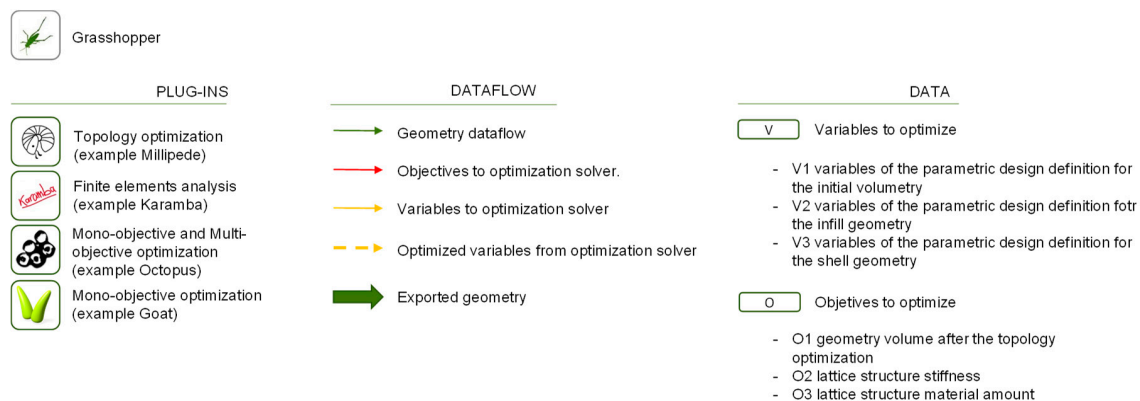 Grasshopper
PLUG-INS
Topology optimization
(example Millipede)
Karamba
Finite elements analysis
(example Karamba)
Mono-objective and Multi-
objective optimization
(example Octopus)
Mono-objective optimization
(example Goat)
DATAFLOW
Geometry dataflow
Objectives to optimization solver.
Variables to optimization solver
Optimized variables from optimization solver
Exported geometry
DATA
V
Variables to optimize
- V1 variables of the parametric design definition for
the initial volumetry
- V2 variables of the parametric design definition fotr
the infill geometry
- V3 variables of the parametric design definition for
the shell geometry
O
Objetives to optimize
- O1 geometry volume after the topology
optimization
- O2 lattice structure stiffness
- O3 lattice structure material amount